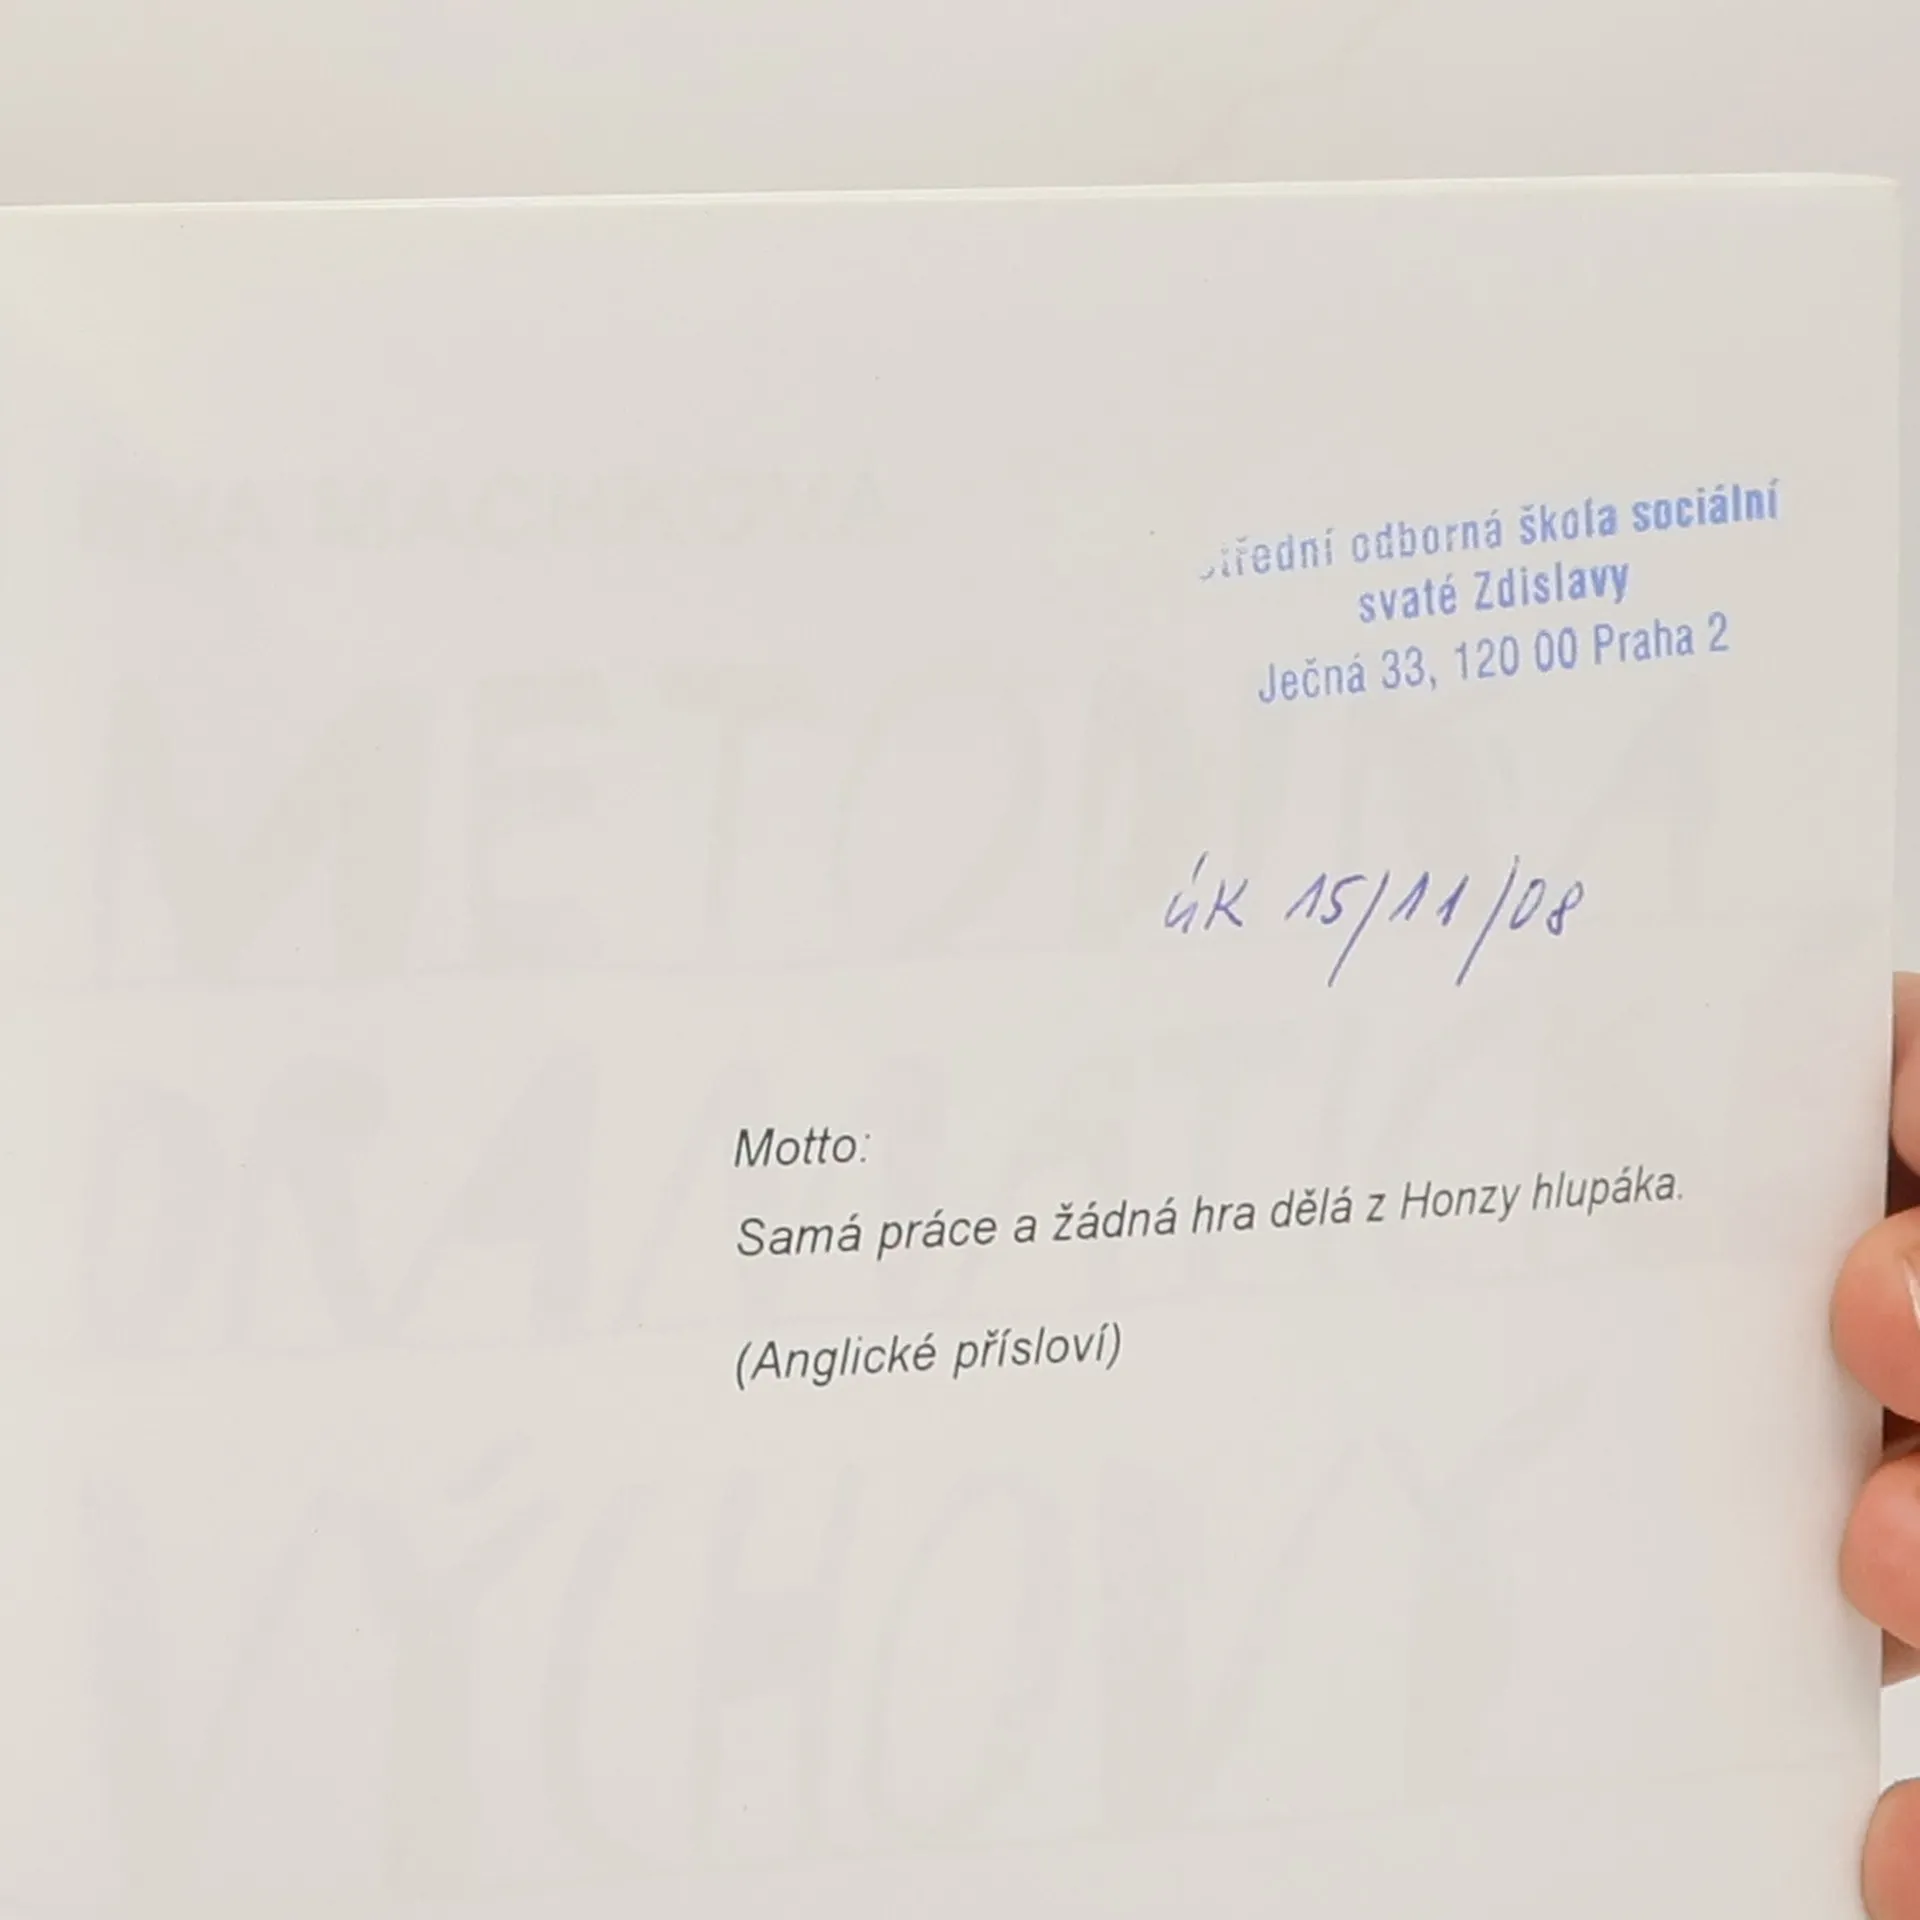 Střední odborná škola sociální
svaté Zdislavy
Ječná 33, 120 00 Praha 2
ÚK 15/11/08
Motto:
Samá práce a žádná hra dělá z Honzy hlupáka.
(Anglické přísloví)